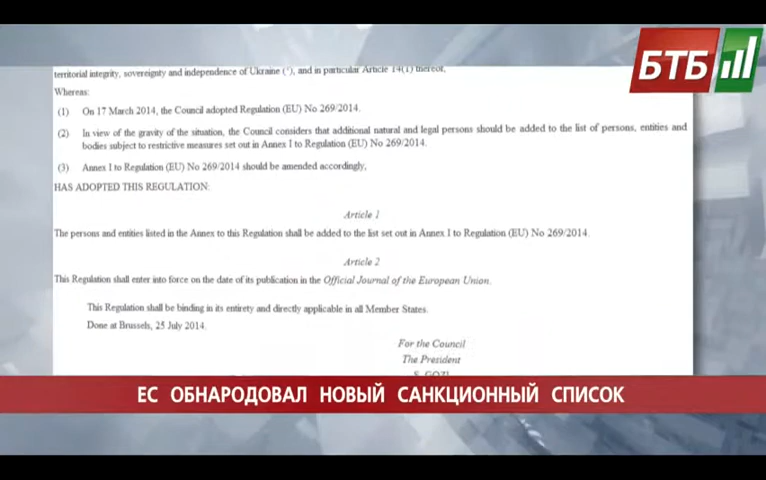 БТБ
territorial integrity, sovereignty and independence of Ukraine (¹), and in particular Article 14(1) thereof,
Whereas:
(1) On 17 March 2014, the Council adopted Regulation (EU) No 269/2014.
(2) In view of the gravity of the situation, the Council considers that additional natural and legal persons should be added to the list of persons, entities and
bodies subject to restrictive measures set out in Annex I to Regulation (EU) No 269/2014.
(3) Annex I to Regulation (EU) No 269/2014 should be amended accordingly,
HAS ADOPTED THIS REGULATION:
Article 1
The persons and entities listed in the Annex to this Regulation shall be added to the list set out in Annex I to Regulation (EU) No 269/2014.
Article 2
This Regulation shall enter into force on the date of its publication in the Official Journal of the European Union.
This Regulation shall be binding in its entirety and directly applicable in all Member States.
Done at Brussels, 25 July 2014.
For the Council
The President
S. GOZI
ЕС ОБНАРОДОВАЛ НОВЫЙ САНКЦИОННЫЙ СПИСОК